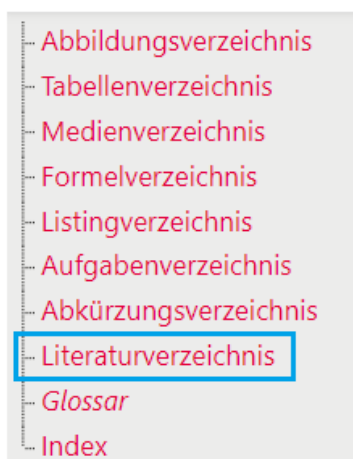 Abbildungsverzeichnis
Tabellenverzeichnis
Medienverzeichnis
Formelverzeichnis
Listingverzeichnis
Aufgabenverzeichnis
Abkürzungsverzeichnis
Literaturverzeichnis
Glossar
Index